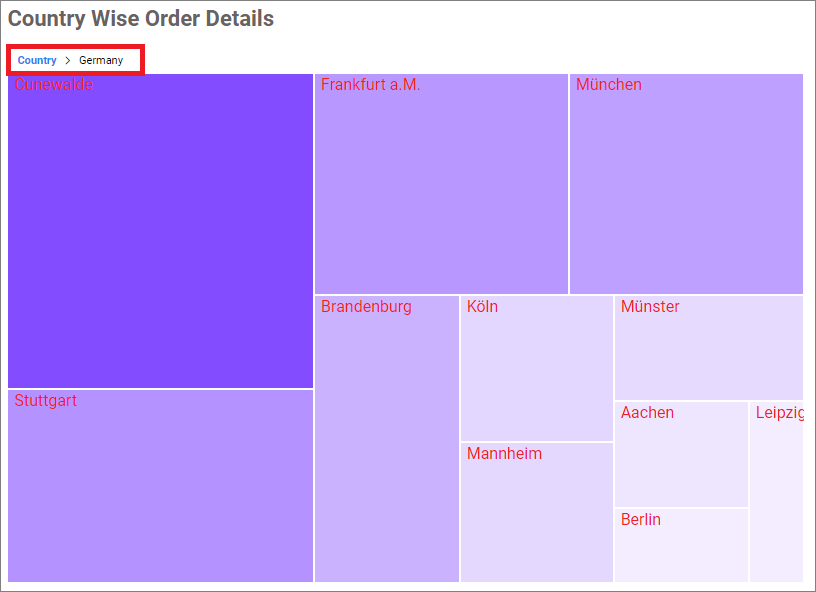 Country Wise Order Details
Country > Germany
Cunewalde
Frankfurt a.M.
München
Brandenburg
Köln
Münster
Stuttgart
Aachen
Leipzig
Mannheim
Berlin